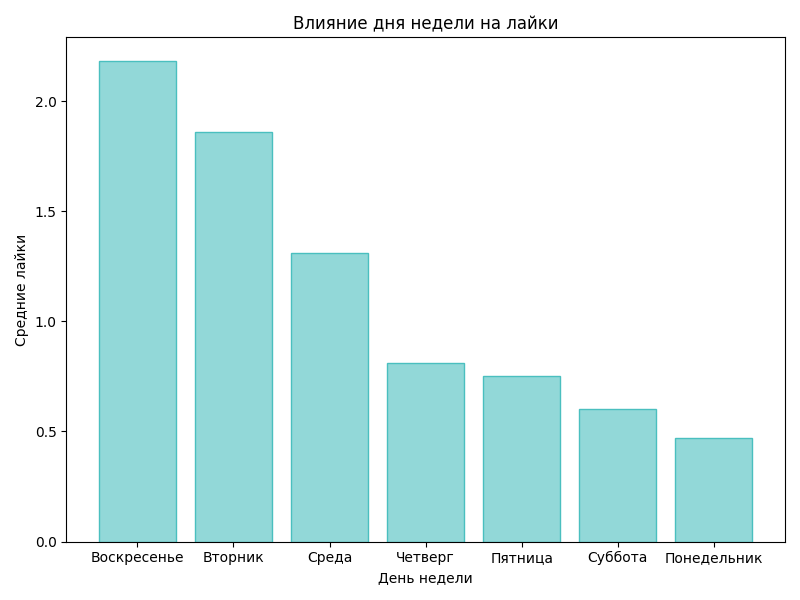 Влияние дня недели на лайки
Средние лайки
2.0
1.5
1.0
0.5
0.0
Воскресенье Вторник Среда Четверг Пятница Суббота Понедельник
День недели